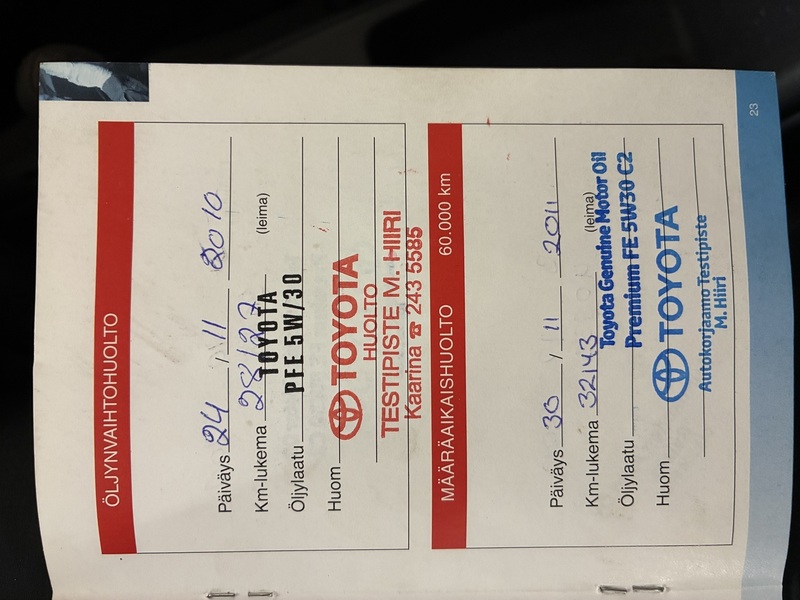 ÖLJYNVAIHTOHUOLTO
Päiväys 24 / 11 2010
Km-lukema 28127 (leima)
TOYOTA
Öljylaatu PFE 5W/30
Huom TOYOTA
HUOLTO
TESTIPISTE M. HIIRI
Kaarina ☎ 243 5585
MÄÄRÄAIKAISHUOLTO 60.000 km
Päiväys 30 / 11 2011
Km-lukema 32143 (leima)
Toyota Genuine Motor Oil
Öljylaatu Premium FE 5W30 C2
Huom TOYOTA
Autokorjaamo Testipiste
M. Hiiri
23